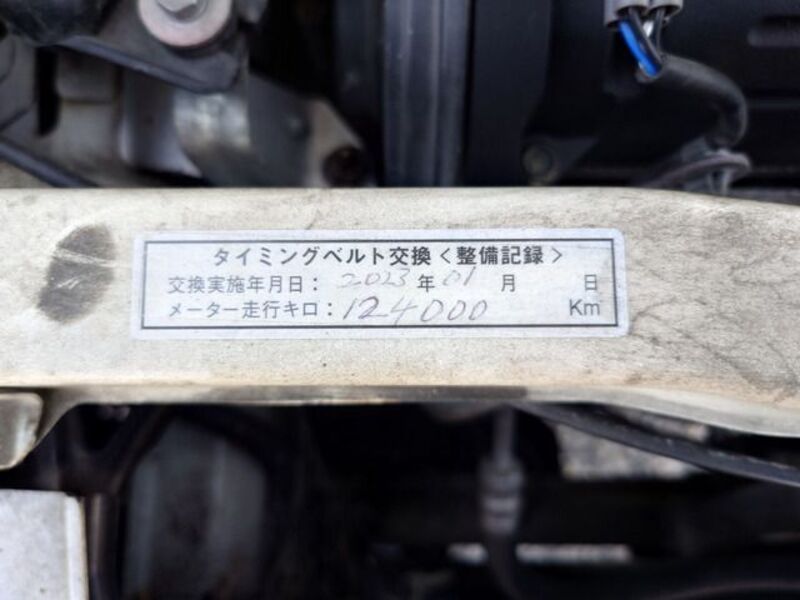 タイミングベルト交換<整備記録>
交換実施年月日：2023年01月 日
メーター走行キロ：124000 Km